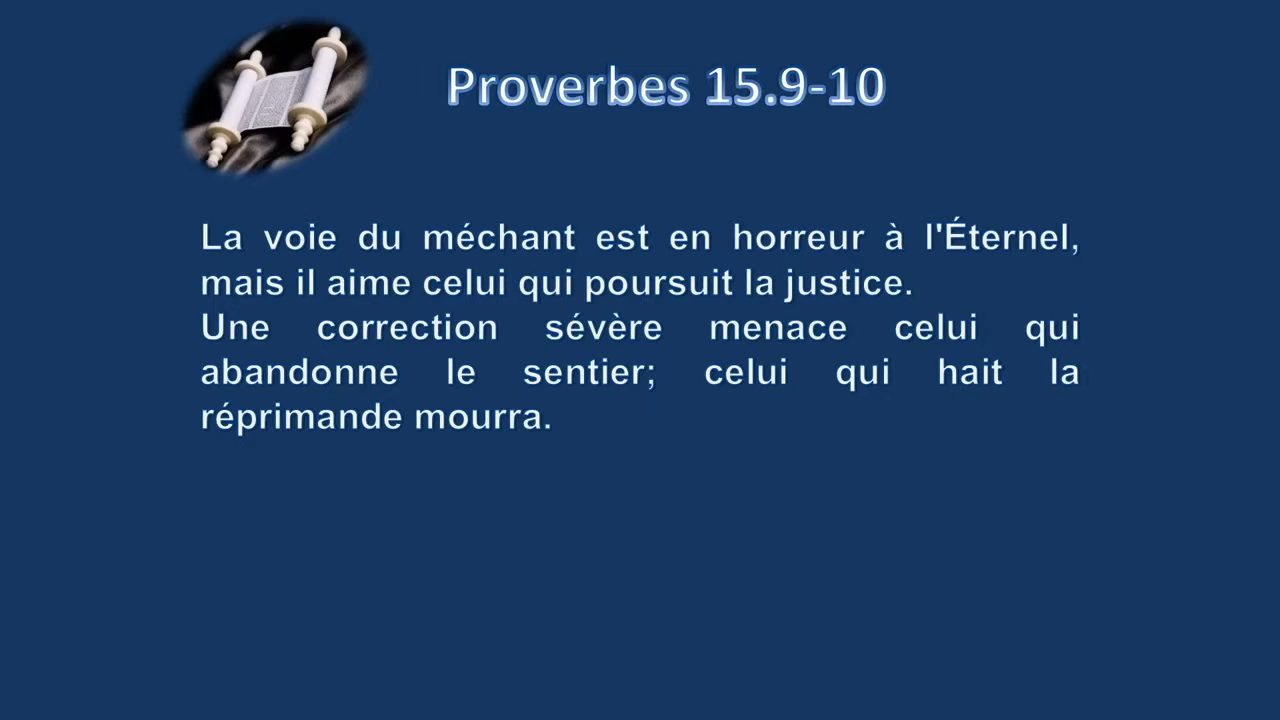 Proverbes 15.9-10
La voie du méchant est en horreur à l'Éternel,
mais il aime celui qui poursuit la justice.
Une correction sévère menace celui qui
abandonne le sentier; celui qui hait la
réprimande mourra.